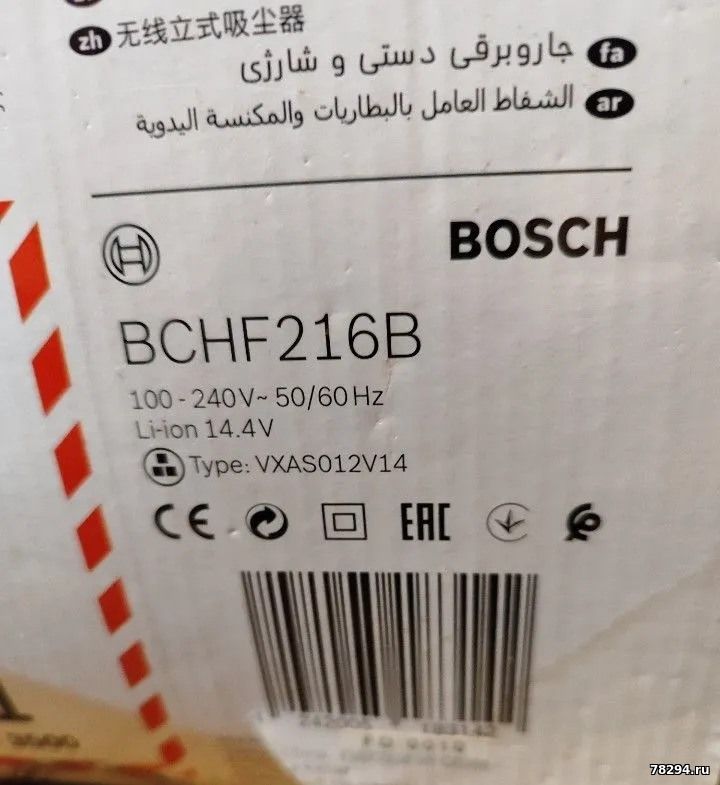 zh 无线立式吸尘器
جاروبرقی دستی و شارژی fa
الشفاط العامل بالبطاريات والمكنسة اليدوية ar
BOSCH
BCHF216B
100 - 240 V~ 50/60 Hz
Li-ion 14.4V
Type: VXAS012V14
CE EAC
78294.ru